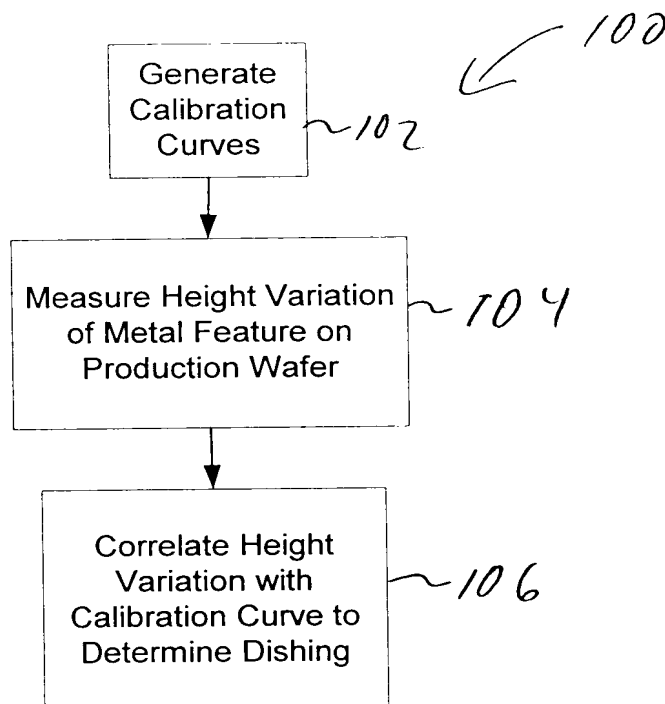 100
Generate
Calibration
Curves
102
Measure Height Variation
of Metal Feature on
Production Wafer
104
Correlate Height
Variation with
Calibration Curve to
Determine Dishing
106